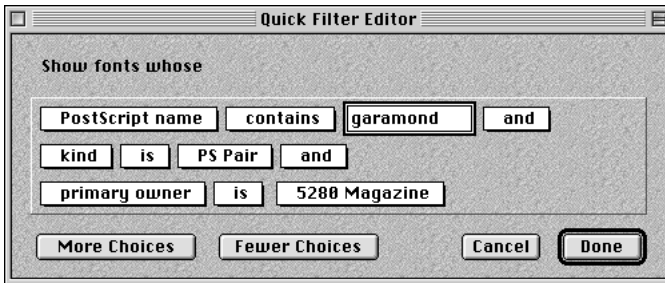 Quick Filter Editor
Show fonts whose
PostScript name contains garamond and
kind is PS Pair and
primary owner is 5280 Magazine
More Choices Fewer Choices Cancel Done